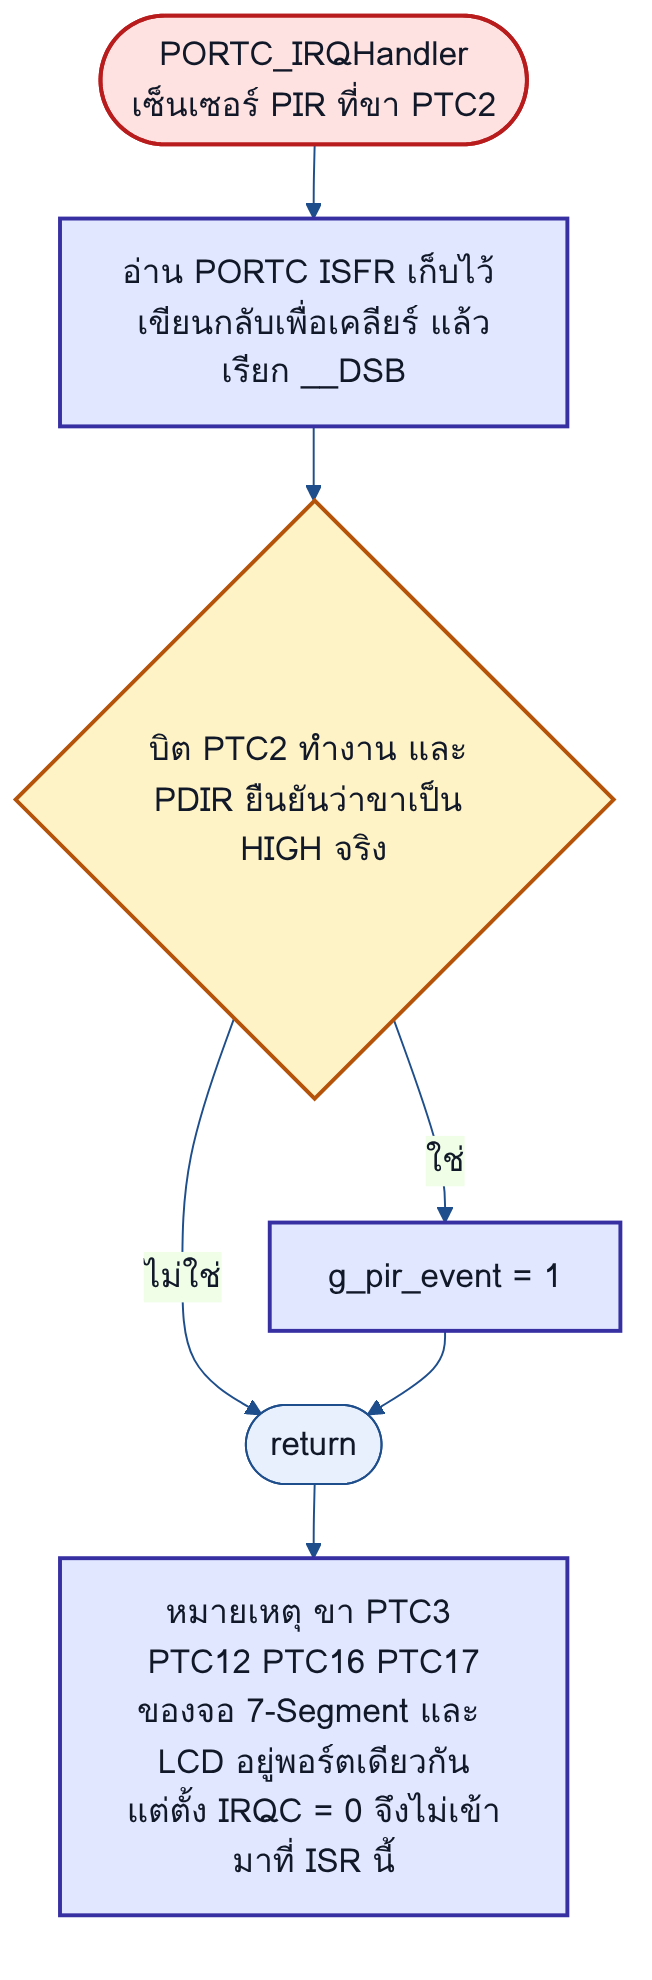 PORTC_IRQHandler
เซ็นเซอร์ PIR ที่ขา PTC2
อ่าน PORTC ISFR เก็บไว้
เขียนกลับเพื่อเคลียร์ แล้ว
เรียก __DSB
บิต PTC2 ทำงาน และ
PDIR ยืนยันว่าขาเป็น
HIGH จริง
ใช่
ไม่ใช่
g_pir_event = 1
return
หมายเหตุ ขา PTC3
PTC12 PTC16 PTC17
ของจอ 7-Segment และ
LCD อยู่พอร์ตเดียวกัน
แต่ตั้ง IRQC = 0 จึงไม่เข้า
มาที่ ISR นี้